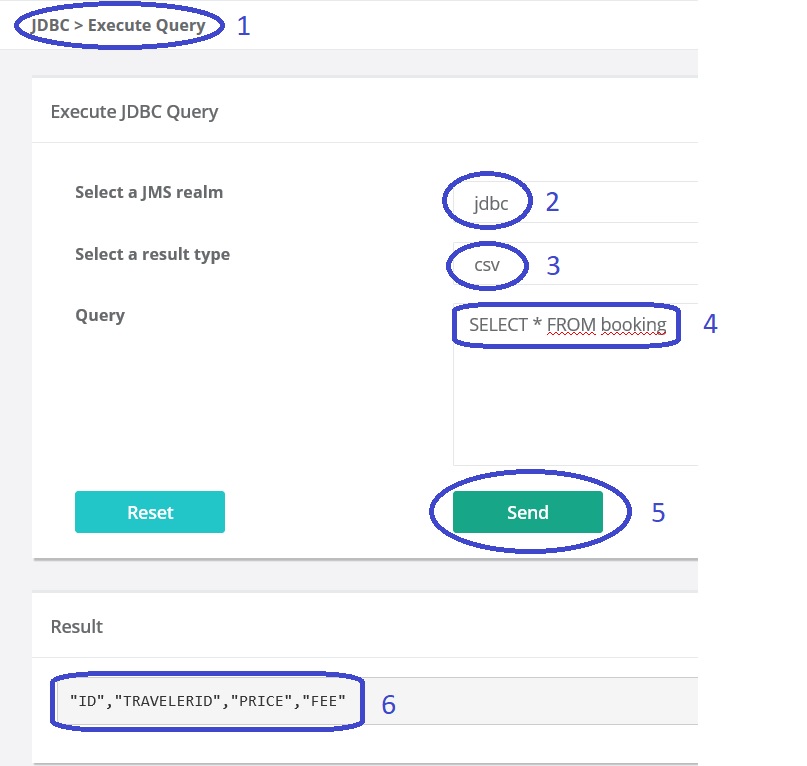 JDBC > Execute Query 1
Execute JDBC Query
Select a JMS realm jdbc 2
Select a result type csv 3
Query SELECT * FROM booking 4
Reset Send 5
Result
"ID","TRAVELERID","PRICE","FEE" 6